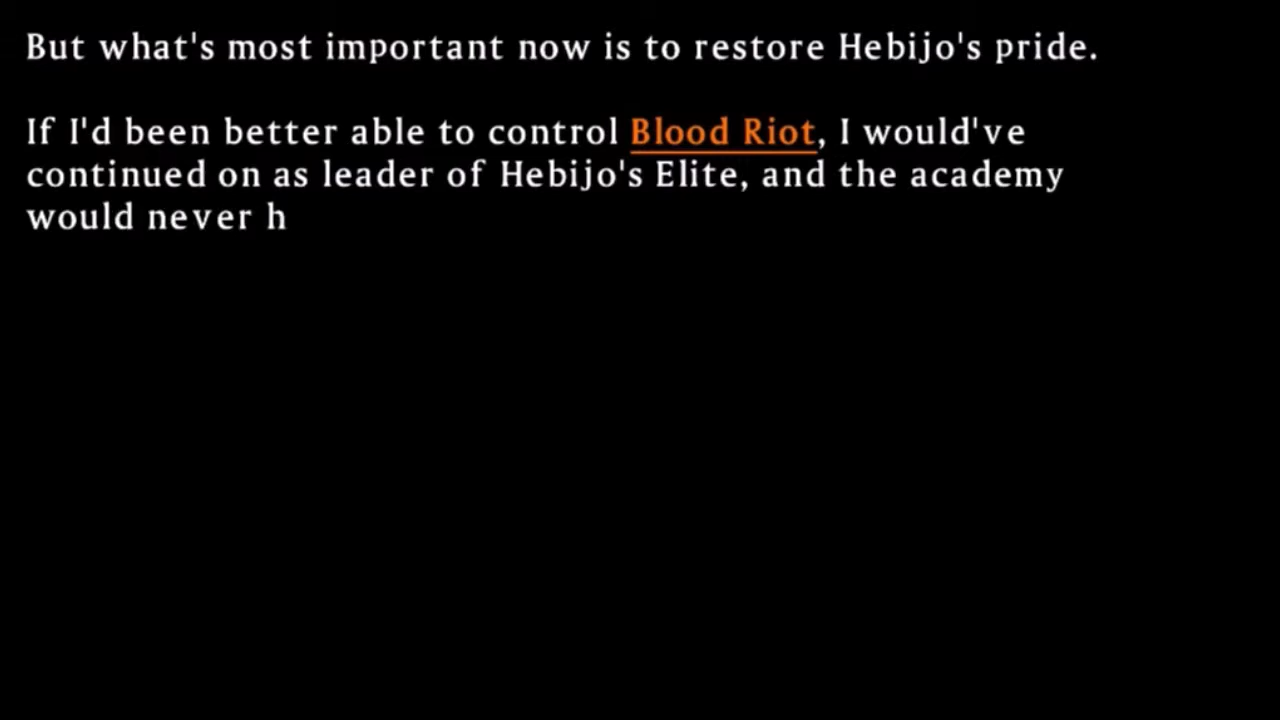 But what's most important now is to restore Hebijo's pride.
If I'd been better able to control Blood Riot, I would've
continued on as leader of Hebijo's Elite, and the academy
would never h